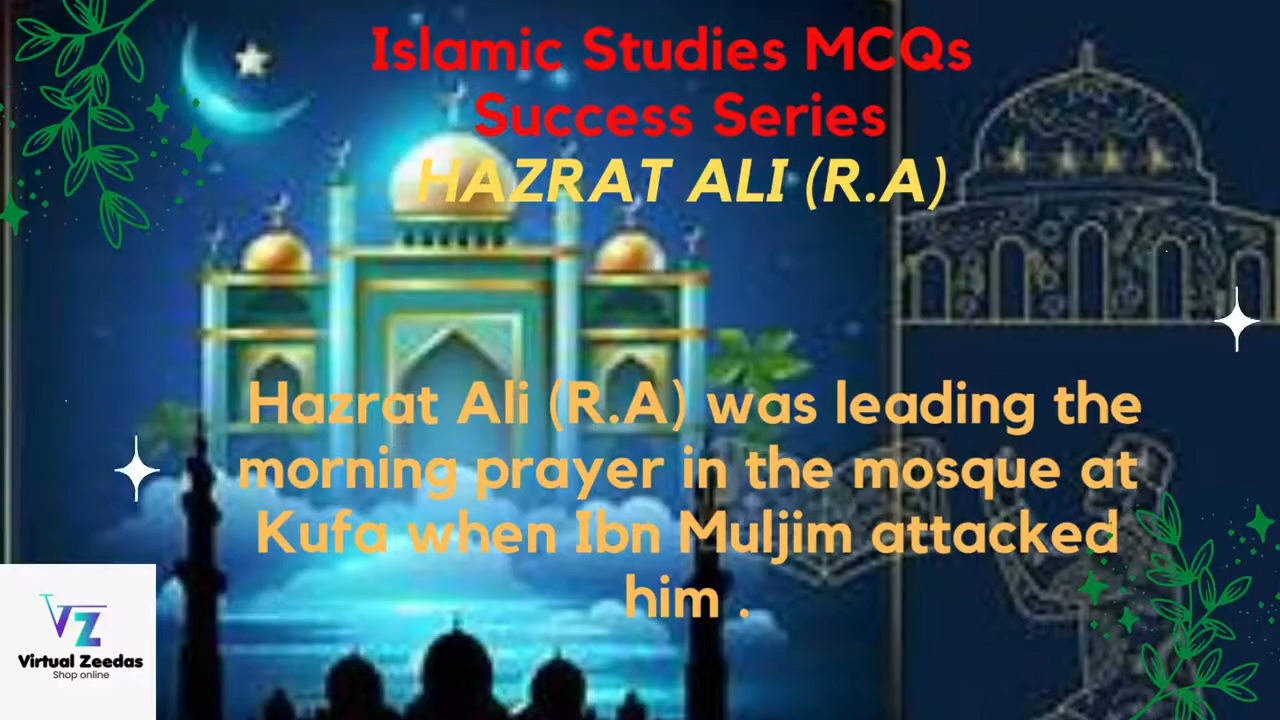 Islamic Studies MCQs
Success Series
HAZRAT ALI (R.A)
Hazrat Ali (R.A) was leading the
morning prayer in the mosque at
Kufa when Ibn Muljim attacked
him .
VZ
Virtual Zeedas
Shop online